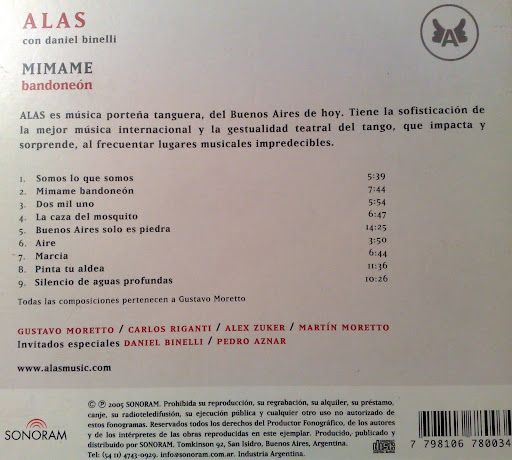 ALAS
con daniel binelli
A
MIMAME
bandoneón
ALAS es música porteña tanguera, del Buenos Aires de hoy. Tiene la sofisticación de
la mejor música internacional y la gestualidad teatral del tango, que impacta y
sorprende, al frecuentar lugares musicales impredecibles.
1. Somos lo que somos 5:39
2. Mimame bandoneón 7:44
3. Dos mil uno 5:54
4. La caza del mosquito 6:47
5. Buenos Aires solo es piedra 14:25
6. Aire 3:50
7. Marcia 6:44
8. Pinta tu aldea 11:36
9. Silencio de aguas profundas 10:26
Todas las composiciones pertenecen a Gustavo Moretto
GUSTAVO MORETTO / CARLOS RIGANTI / ALEX ZUKER / MARTÍN MORETTO
Invitados especiales DANIEL BINELLI / PEDRO AZNAR
www.alasmusic.com
SONORAM
© ℗ 2005 SONORAM. Prohibida su reproducción, su regrabación, su alquiler, su préstamo,
canje, su radioteledifusión, su ejecución pública y cualquier otro uso no autorizado de
estos fonogramas. Reservados todos los derechos del Productor Fonográfico, de los autores
y de los intérpretes de las obras reproducidas en este ejemplar. Producido, publicado y
distribuido por SONORAM. Tomkinson 92, San Isidro, Buenos Aires, Argentina.
Tel: (54 11) 4743-0929. info@sonoram.com.ar. Industria Argentina.
7 798106 780034